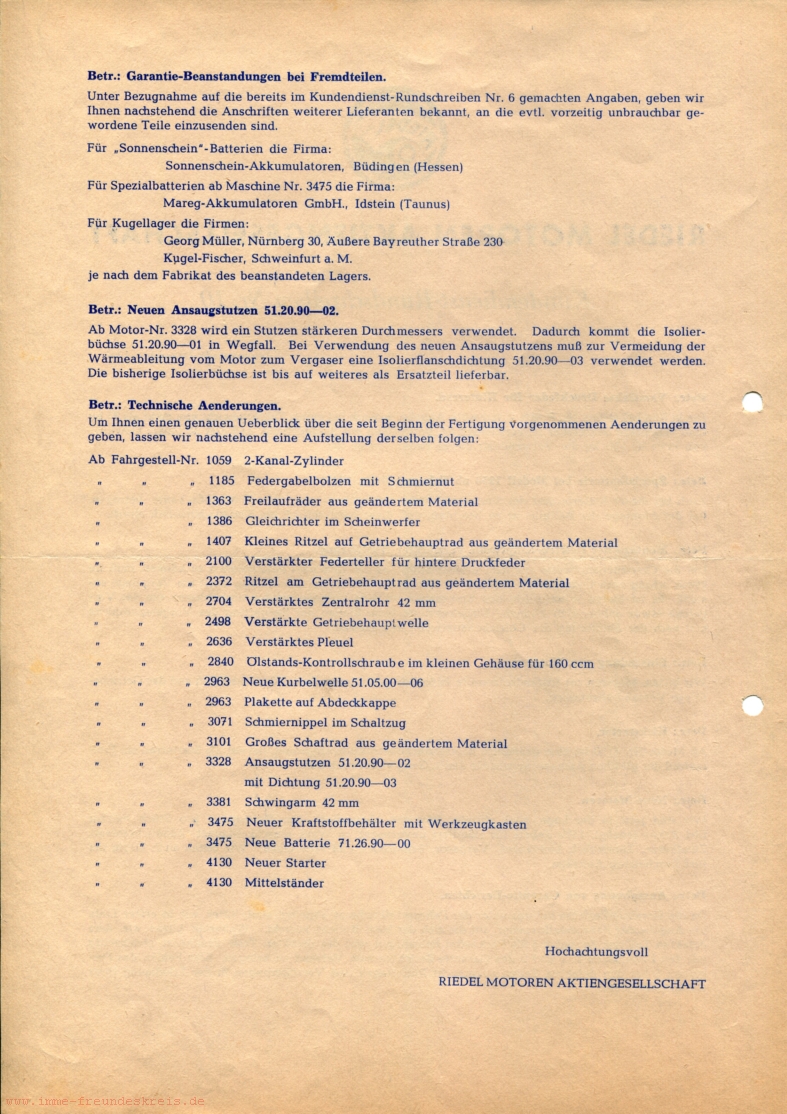 Betr.: Garantie-Beanstandungen bei Fremdteilen.
Unter Bezugnahme auf die bereits im Kundendienst-Rundschreiben Nr. 6 gemachten Angaben, geben wir
Ihnen nachstehend die Anschriften weiterer Lieferanten bekannt, an die evtl. vorzeitig unbrauchbar ge-
wordene Teile einzusenden sind.
Für „Sonnenschein"-Batterien die Firma:
Sonnenschein-Akkumulatoren, Büdingen (Hessen)
Für Spezialbatterien ab Maschine Nr. 3475 die Firma:
Mareg-Akkumulatoren GmbH., Idstein (Taunus)
Für Kugellager die Firmen:
Georg Müller, Nürnberg 30, Äußere Bayreuther Straße 230
Kugel-Fischer, Schweinfurt a. M.
je nach dem Fabrikat des beanstandeten Lagers.
Betr.: Neuen Ansaugstutzen 51.20.90—02.
Ab Motor-Nr. 3328 wird ein Stutzen stärkeren Durchmessers verwendet. Dadurch kommt die Isolier-
büchse 51.20.90—01 in Wegfall. Bei Verwendung des neuen Ansaugstutzens muß zur Vermeidung der
Wärmeableitung vom Motor zum Vergaser eine Isolierflanschdichtung 51.20.90—03 verwendet werden.
Die bisherige Isolierbüchse ist bis auf weiteres als Ersatzteil lieferbar.
Betr.: Technische Aenderungen.
Um Ihnen einen genauen Ueberblick über die seit Beginn der Fertigung vorgenommenen Aenderungen zu
geben, lassen wir nachstehend eine Aufstellung derselben folgen:
Ab Fahrgestell-Nr. 1059 2-Kanal-Zylinder
„ „ „ 1185 Federgabelbolzen mit Schmiernut
„ „ „ 1363 Freilaufräder aus geändertem Material
„ „ 1386 Gleichrichter im Scheinwerfer
„ „ „ 1407 Kleines Ritzel auf Getriebehauptrad aus geändertem Material
„ „ „ 2100 Verstärkter Federteller für hintere Druckfeder
„ „ „ 2372 Ritzel am Getriebehauptrad aus geändertem Material
„ „ „ 2704 Verstärktes Zentralrohr 42 mm
„ „ „ 2498 Verstärkte Getriebehauptwelle
„ „ „ 2636 Verstärktes Pleuel
„ „ „ 2840 Ölstands-Kontrollschraube im kleinen Gehäuse für 160 ccm
„ „ „ 2963 Neue Kurbelwelle 51.05.00—06
„ „ „ 2963 Plakette auf Abdeckkappe
„ „ „ 3071 Schmiernippel im Schaltzug
„ „ „ 3101 Großes Schaftrad aus geändertem Material
„ „ „ 3328 Ansaugstutzen 51.20.90—02
mit Dichtung 51.20.90—03
„ „ „ 3381 Schwingarm 42 mm
„ „ „ 3475 Neuer Kraftstoffbehälter mit Werkzeugkasten
„ „ „ 3475 Neue Batterie 71.26.90—00
„ „ „ 4130 Neuer Starter
„ „ „ 4130 Mittelständer
Hochachtungsvoll
RIEDEL MOTOREN AKTIENGESELLSCHAFT
www.imme-freundeskreis.de